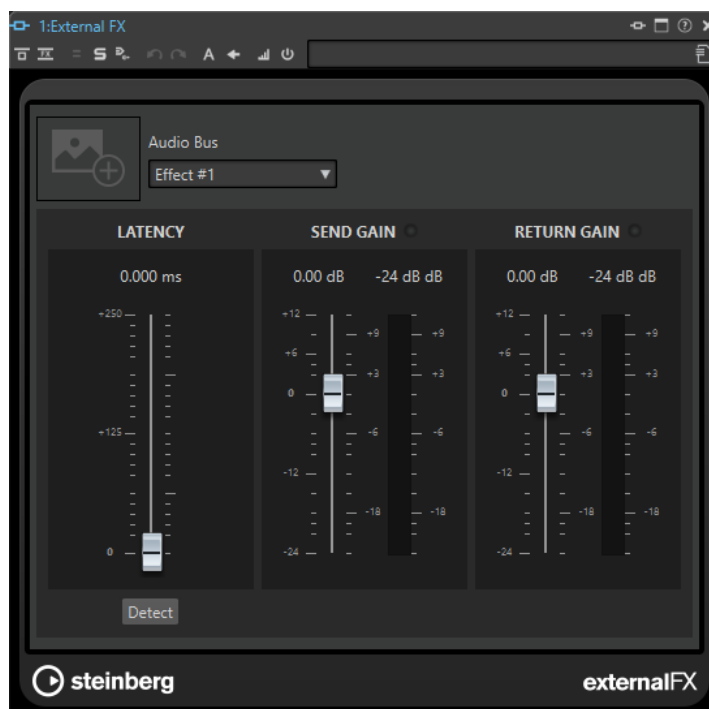 1:External FX
FX = S A
Audio Bus
Effect #1
LATENCY SEND GAIN RETURN GAIN
0.000 ms 0.00 dB -24 dB dB 0.00 dB -24 dB dB
+250 +12 +12
+9 +9 +9 +9
+6 +6
+3 +3 +3 +3
0 0
+125 -6 -6 -6 -6
-12 -12
-18 -18 -18 -18
0 -24 -24
Detect
steinberg externalFX